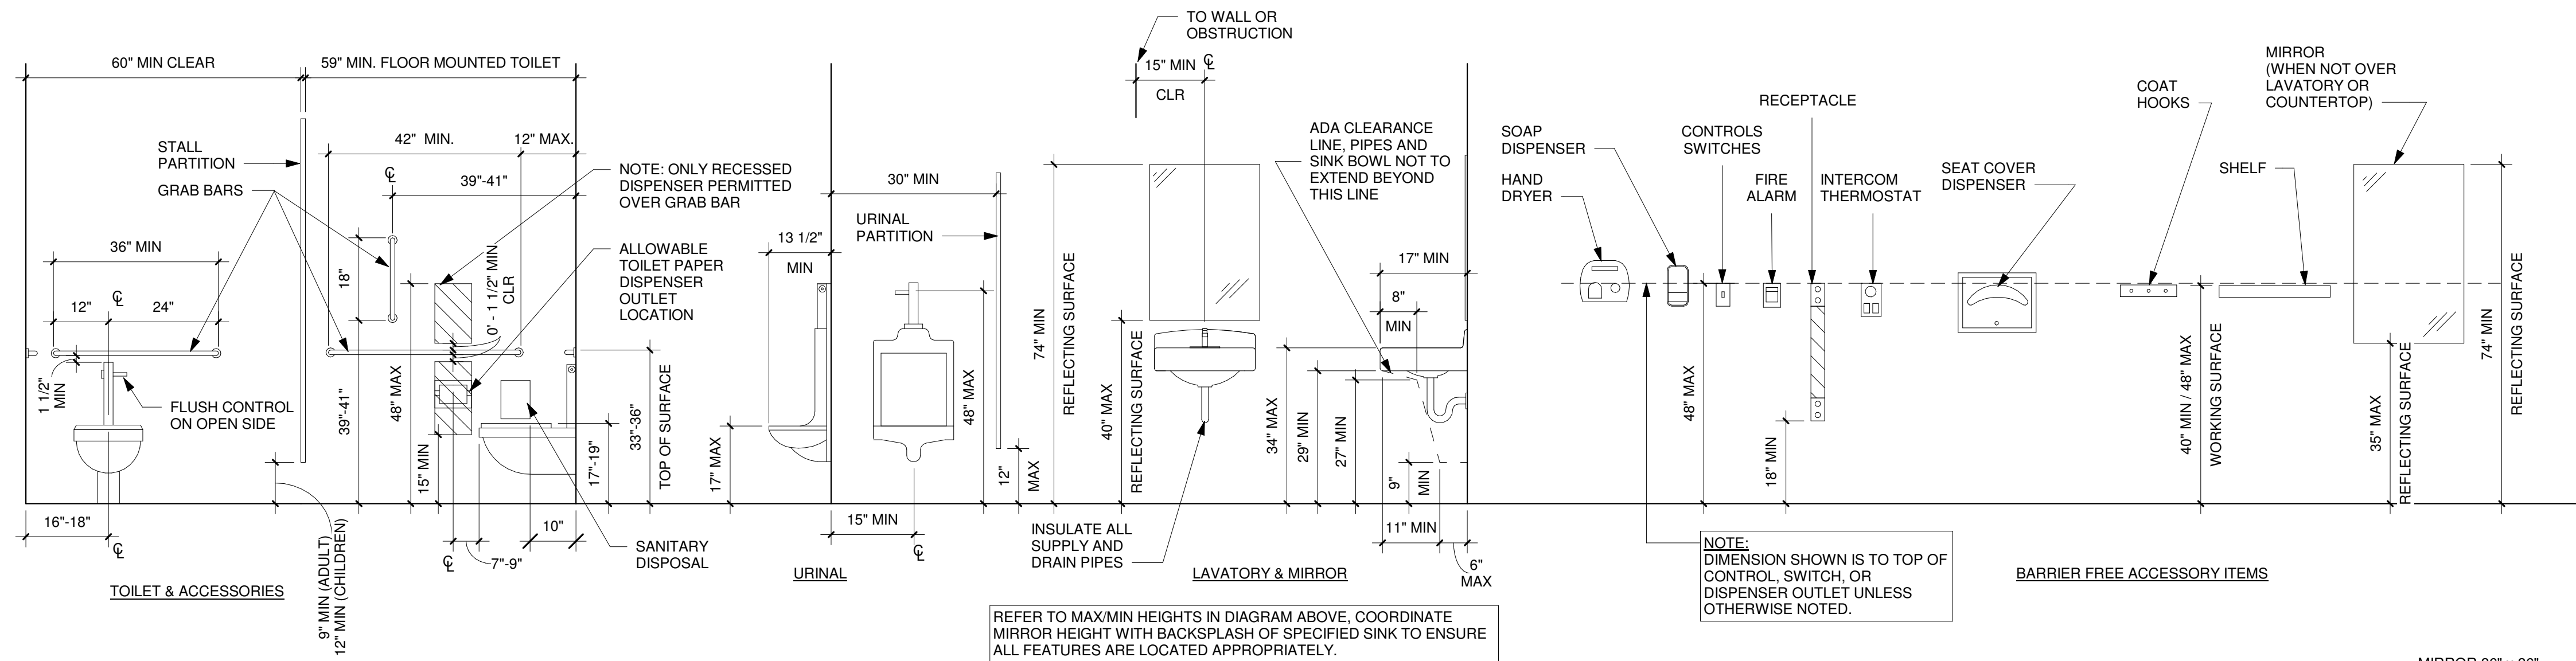 60" MIN CLEAR
59" MIN. FLOOR MOUNTED TOILET
42" MIN.
12" MAX.
STALL
PARTITION
GRAB BARS
℄
39"-41"
NOTE: ONLY RECESSED
DISPENSER PERMITTED
OVER GRAB BAR
36" MIN
18"
0' - 1 1/2" MIN
CLR
ALLOWABLE
TOILET PAPER
DISPENSER
OUTLET
LOCATION
12"
℄
24"
1 1/2"
MIN
FLUSH CONTROL
ON OPEN SIDE
39"-41"
48" MAX
15" MIN
17"-19"
33"-36"
TOP OF SURFACE
16"-18"
℄
9" MIN (ADULT)
12" MIN (CHILDREN)
℄
7"-9"
10"
SANITARY
DISPOSAL
TOILET & ACCESSORIES
30" MIN
URINAL
PARTITION
13 1/2"
MIN
17" MAX
48" MAX
12"
MAX
15" MIN
℄
URINAL
TO WALL OR
OBSTRUCTION
15" MIN
℄
CLR
74" MIN
REFLECTING SURFACE
40" MAX
REFLECTING SURFACE
ADA CLEARANCE
LINE, PIPES AND
SINK BOWL NOT TO
EXTEND BEYOND
THIS LINE
17" MIN
8"
MIN
34" MAX
29" MIN
27" MIN
9"
MIN
11" MIN
6"
MAX
INSULATE ALL
SUPPLY AND
DRAIN PIPES
LAVATORY & MIRROR
REFER TO MAX/MIN HEIGHTS IN DIAGRAM ABOVE, COORDINATE
MIRROR HEIGHT WITH BACKSPLASH OF SPECIFIED SINK TO ENSURE
ALL FEATURES ARE LOCATED APPROPRIATELY.
SOAP
DISPENSER
HAND
DRYER
CONTROLS
SWITCHES
RECEPTACLE
FIRE
ALARM
INTERCOM
THERMOSTAT
SEAT COVER
DISPENSER
COAT
HOOKS
SHELF
MIRROR
(WHEN NOT OVER
LAVATORY OR
COUNTERTOP)
48" MAX
18" MIN
40" MIN / 48" MAX
WORKING SURFACE
35" MAX
REFLECTING SURFACE
74" MIN
REFLECTING SURFACE
NOTE:
DIMENSION SHOWN IS TO TOP OF
CONTROL, SWITCH, OR
DISPENSER OUTLET UNLESS
OTHERWISE NOTED.
BARRIER FREE ACCESSORY ITEMS